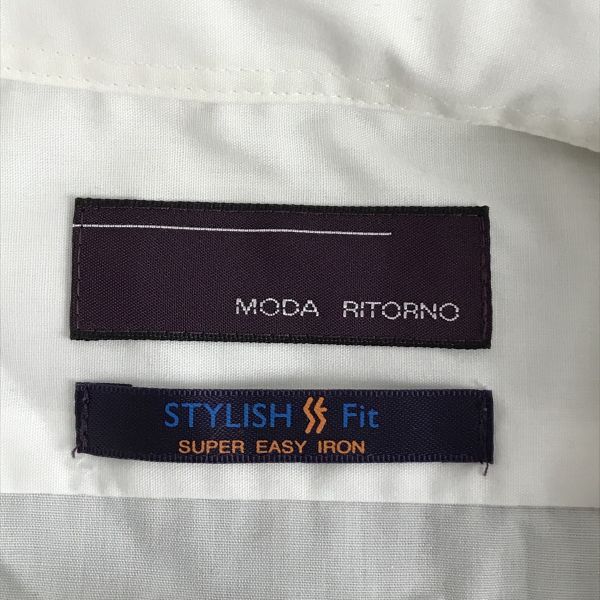 MODA RITORNO
STYLISH Fit
SUPER EASY IRON